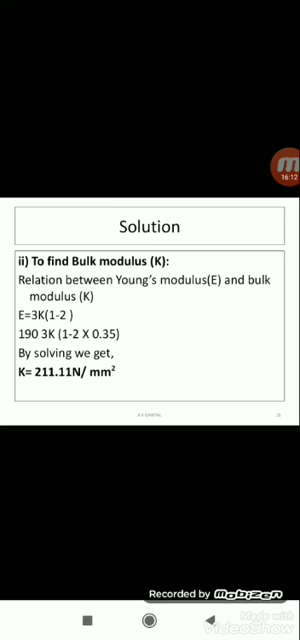 16:12
Solution
ii) To find Bulk modulus (K):
Relation between Young's modulus(E) and bulk
modulus (K)
E=3K(1-2 )
190 3K (1-2 X 0.35)
By solving we get,
K= 211.11N/ mm²
Recorded by mobizen
Made with
VideoShow